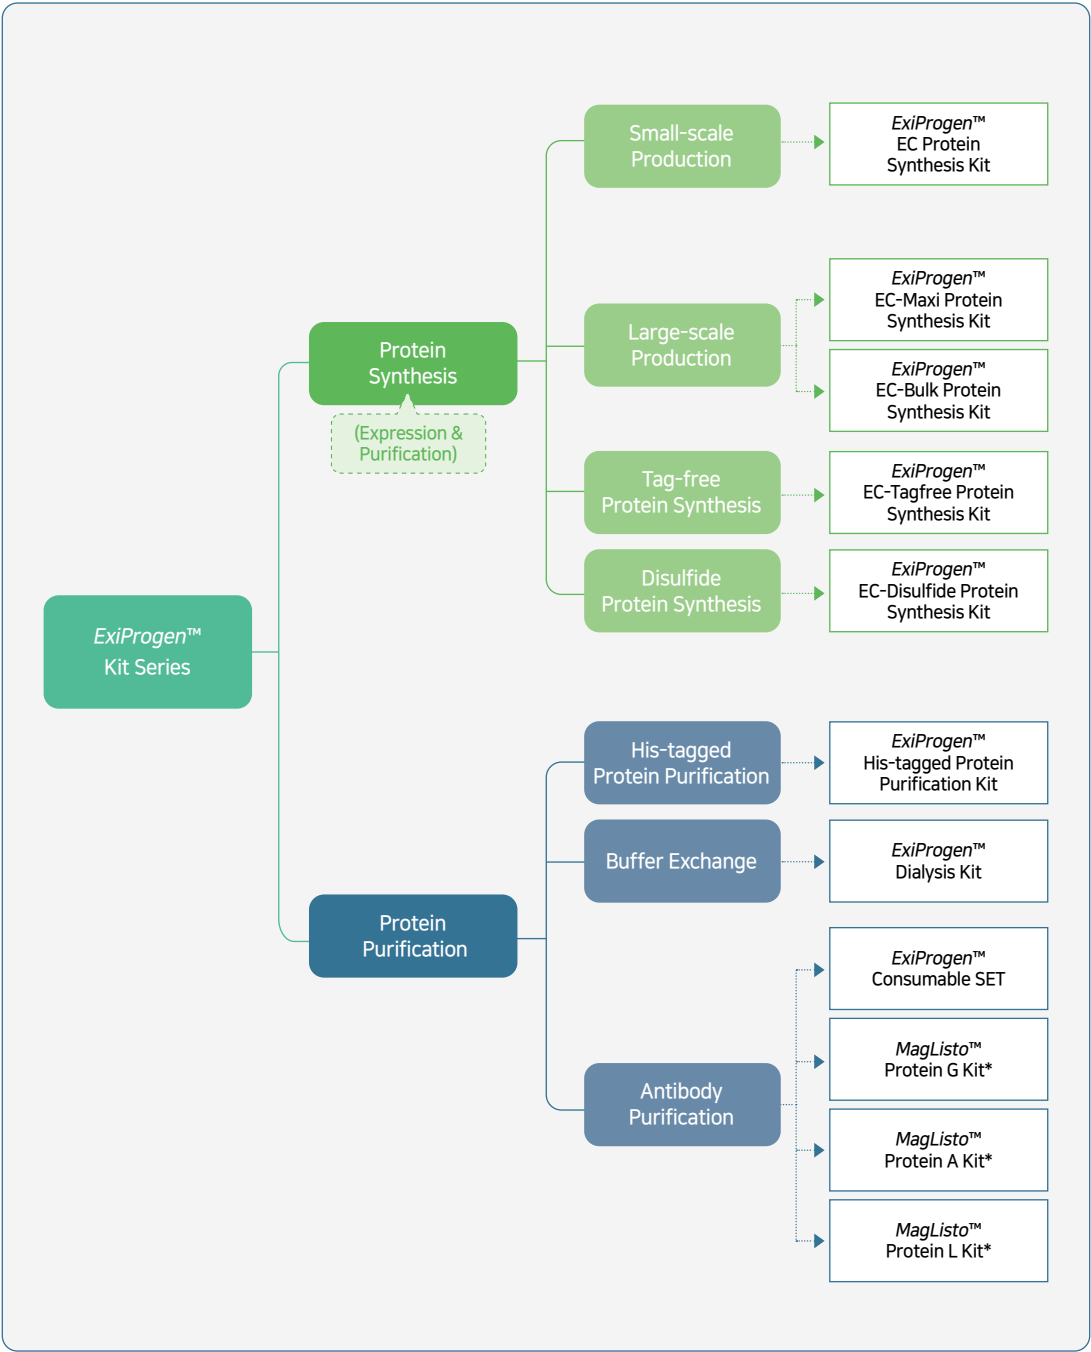 ExiProgen™
Kit Series
Protein
Synthesis
(Expression &
Purification)
Small-scale
Production
ExiProgen™
EC Protein
Synthesis Kit
Large-scale
Production
ExiProgen™
EC-Maxi Protein
Synthesis Kit
ExiProgen™
EC-Bulk Protein
Synthesis Kit
Tag-free
Protein Synthesis
ExiProgen™
EC-Tagfree Protein
Synthesis Kit
Disulfide
Protein Synthesis
ExiProgen™
EC-Disulfide Protein
Synthesis Kit
Protein
Purification
His-tagged
Protein Purification
ExiProgen™
His-tagged Protein
Purification Kit
Buffer Exchange
ExiProgen™
Dialysis Kit
Antibody
Purification
ExiProgen™
Consumable SET
MagListo™
Protein G Kit*
MagListo™
Protein A Kit*
MagListo™
Protein L Kit*